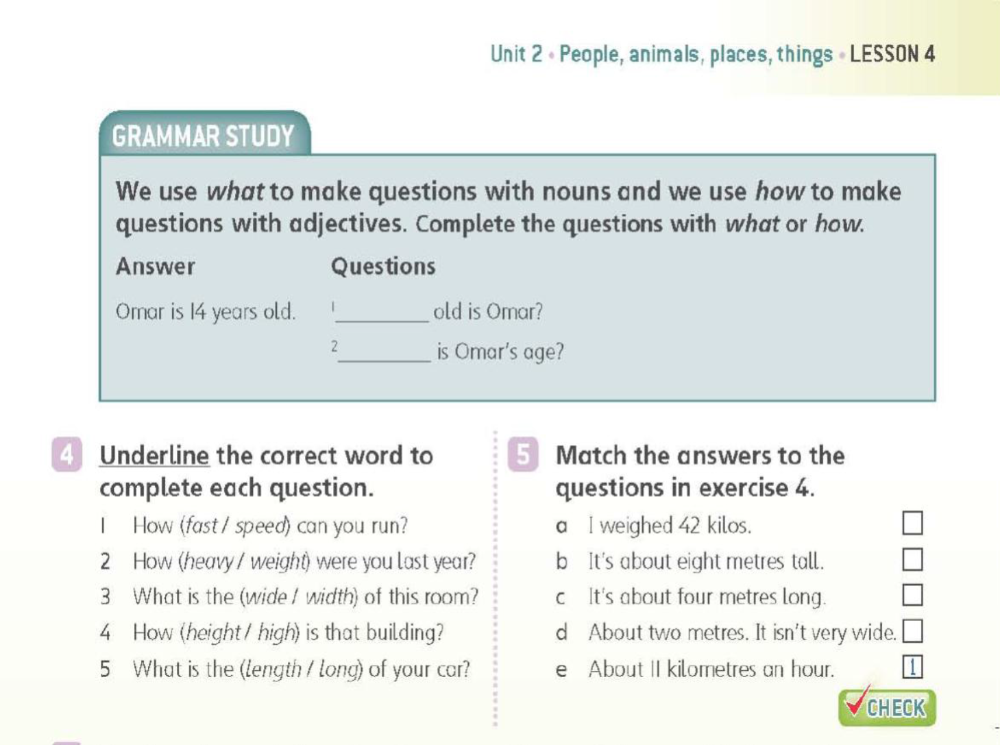 Unit 2 • People, animals, places, things • LESSON 4
GRAMMAR STUDY
We use what to make questions with nouns and we use how to make
questions with adjectives. Complete the questions with what or how.
Answer Questions
Omar is 14 years old. 1________ old is Omar?
2________ is Omar's age?
4 Underline the correct word to
complete each question.
1 How (fast / speed) can you run?
2 How (heavy / weight) were you last year?
3 What is the (wide / width) of this room?
4 How (height / high) is that building?
5 What is the (length / long) of your car?
5 Match the answers to the
questions in exercise 4.
a I weighed 42 kilos.
b It's about eight metres tall.
c It's about four metres long.
d About two metres. It isn't very wide.
e About 11 kilometres an hour. 1
CHECK